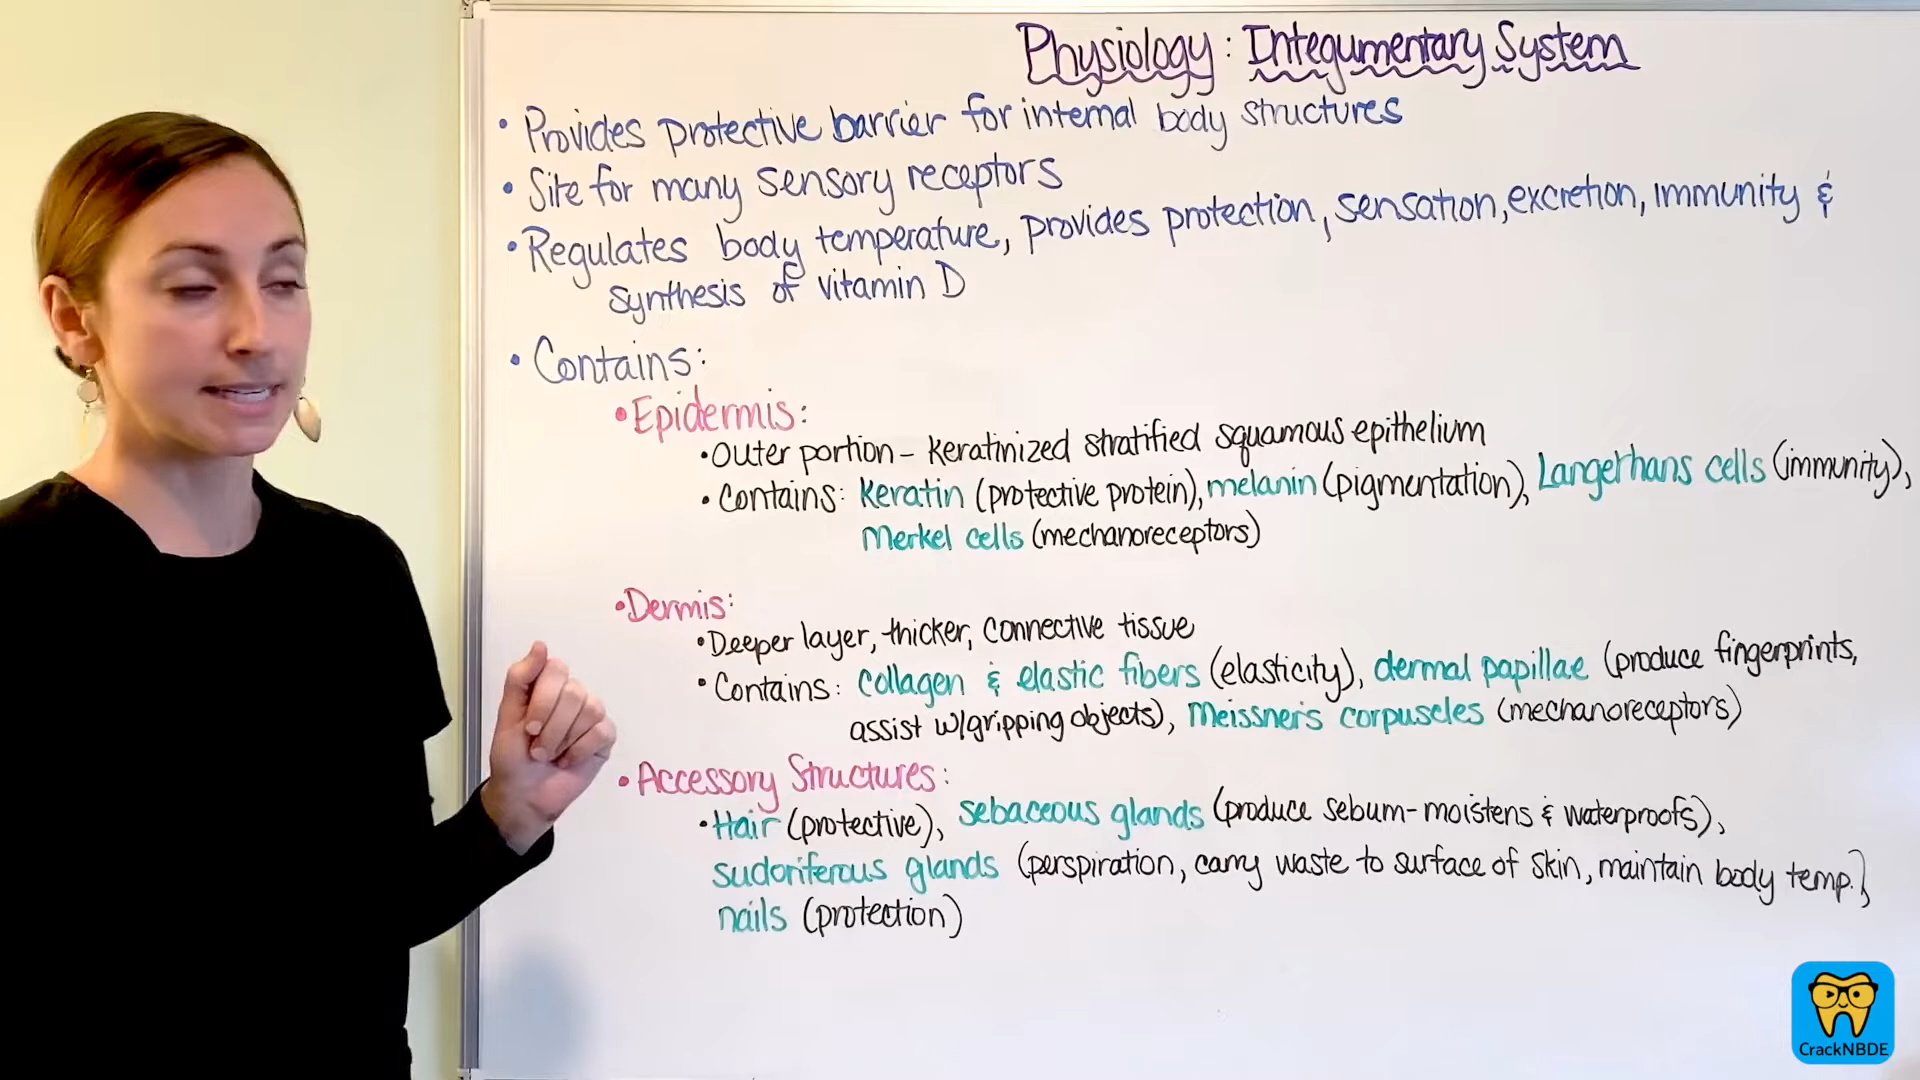 Physiology: Integumentary System
• Provides protective barrier for internal body structures
• Site for many sensory receptors
• Regulates body temperature, provides protection, sensation, excretion, immunity &
synthesis of vitamin D
• Contains:
• Epidermis:
• Outer portion - keratinized stratified squamous epithelium
• Contains: keratin (protective protein), melanin (pigmentation), Langerhans cells (immunity),
Merkel cells (mechanoreceptors)
• Dermis:
• Deeper layer, thicker, connective tissue
• Contains: collagen & elastic fibers (elasticity), dermal papillae (produce fingerprints,
assist w/gripping objects), Meissner's corpuscles (mechanoreceptors)
• Accessory Structures:
• Hair (protective), sebaceous glands (produce sebum-moistens & waterproofs),
sudoriferous glands (perspiration, carry waste to surface of skin, maintain body temp.),
nails (protection)
CrackNBDE